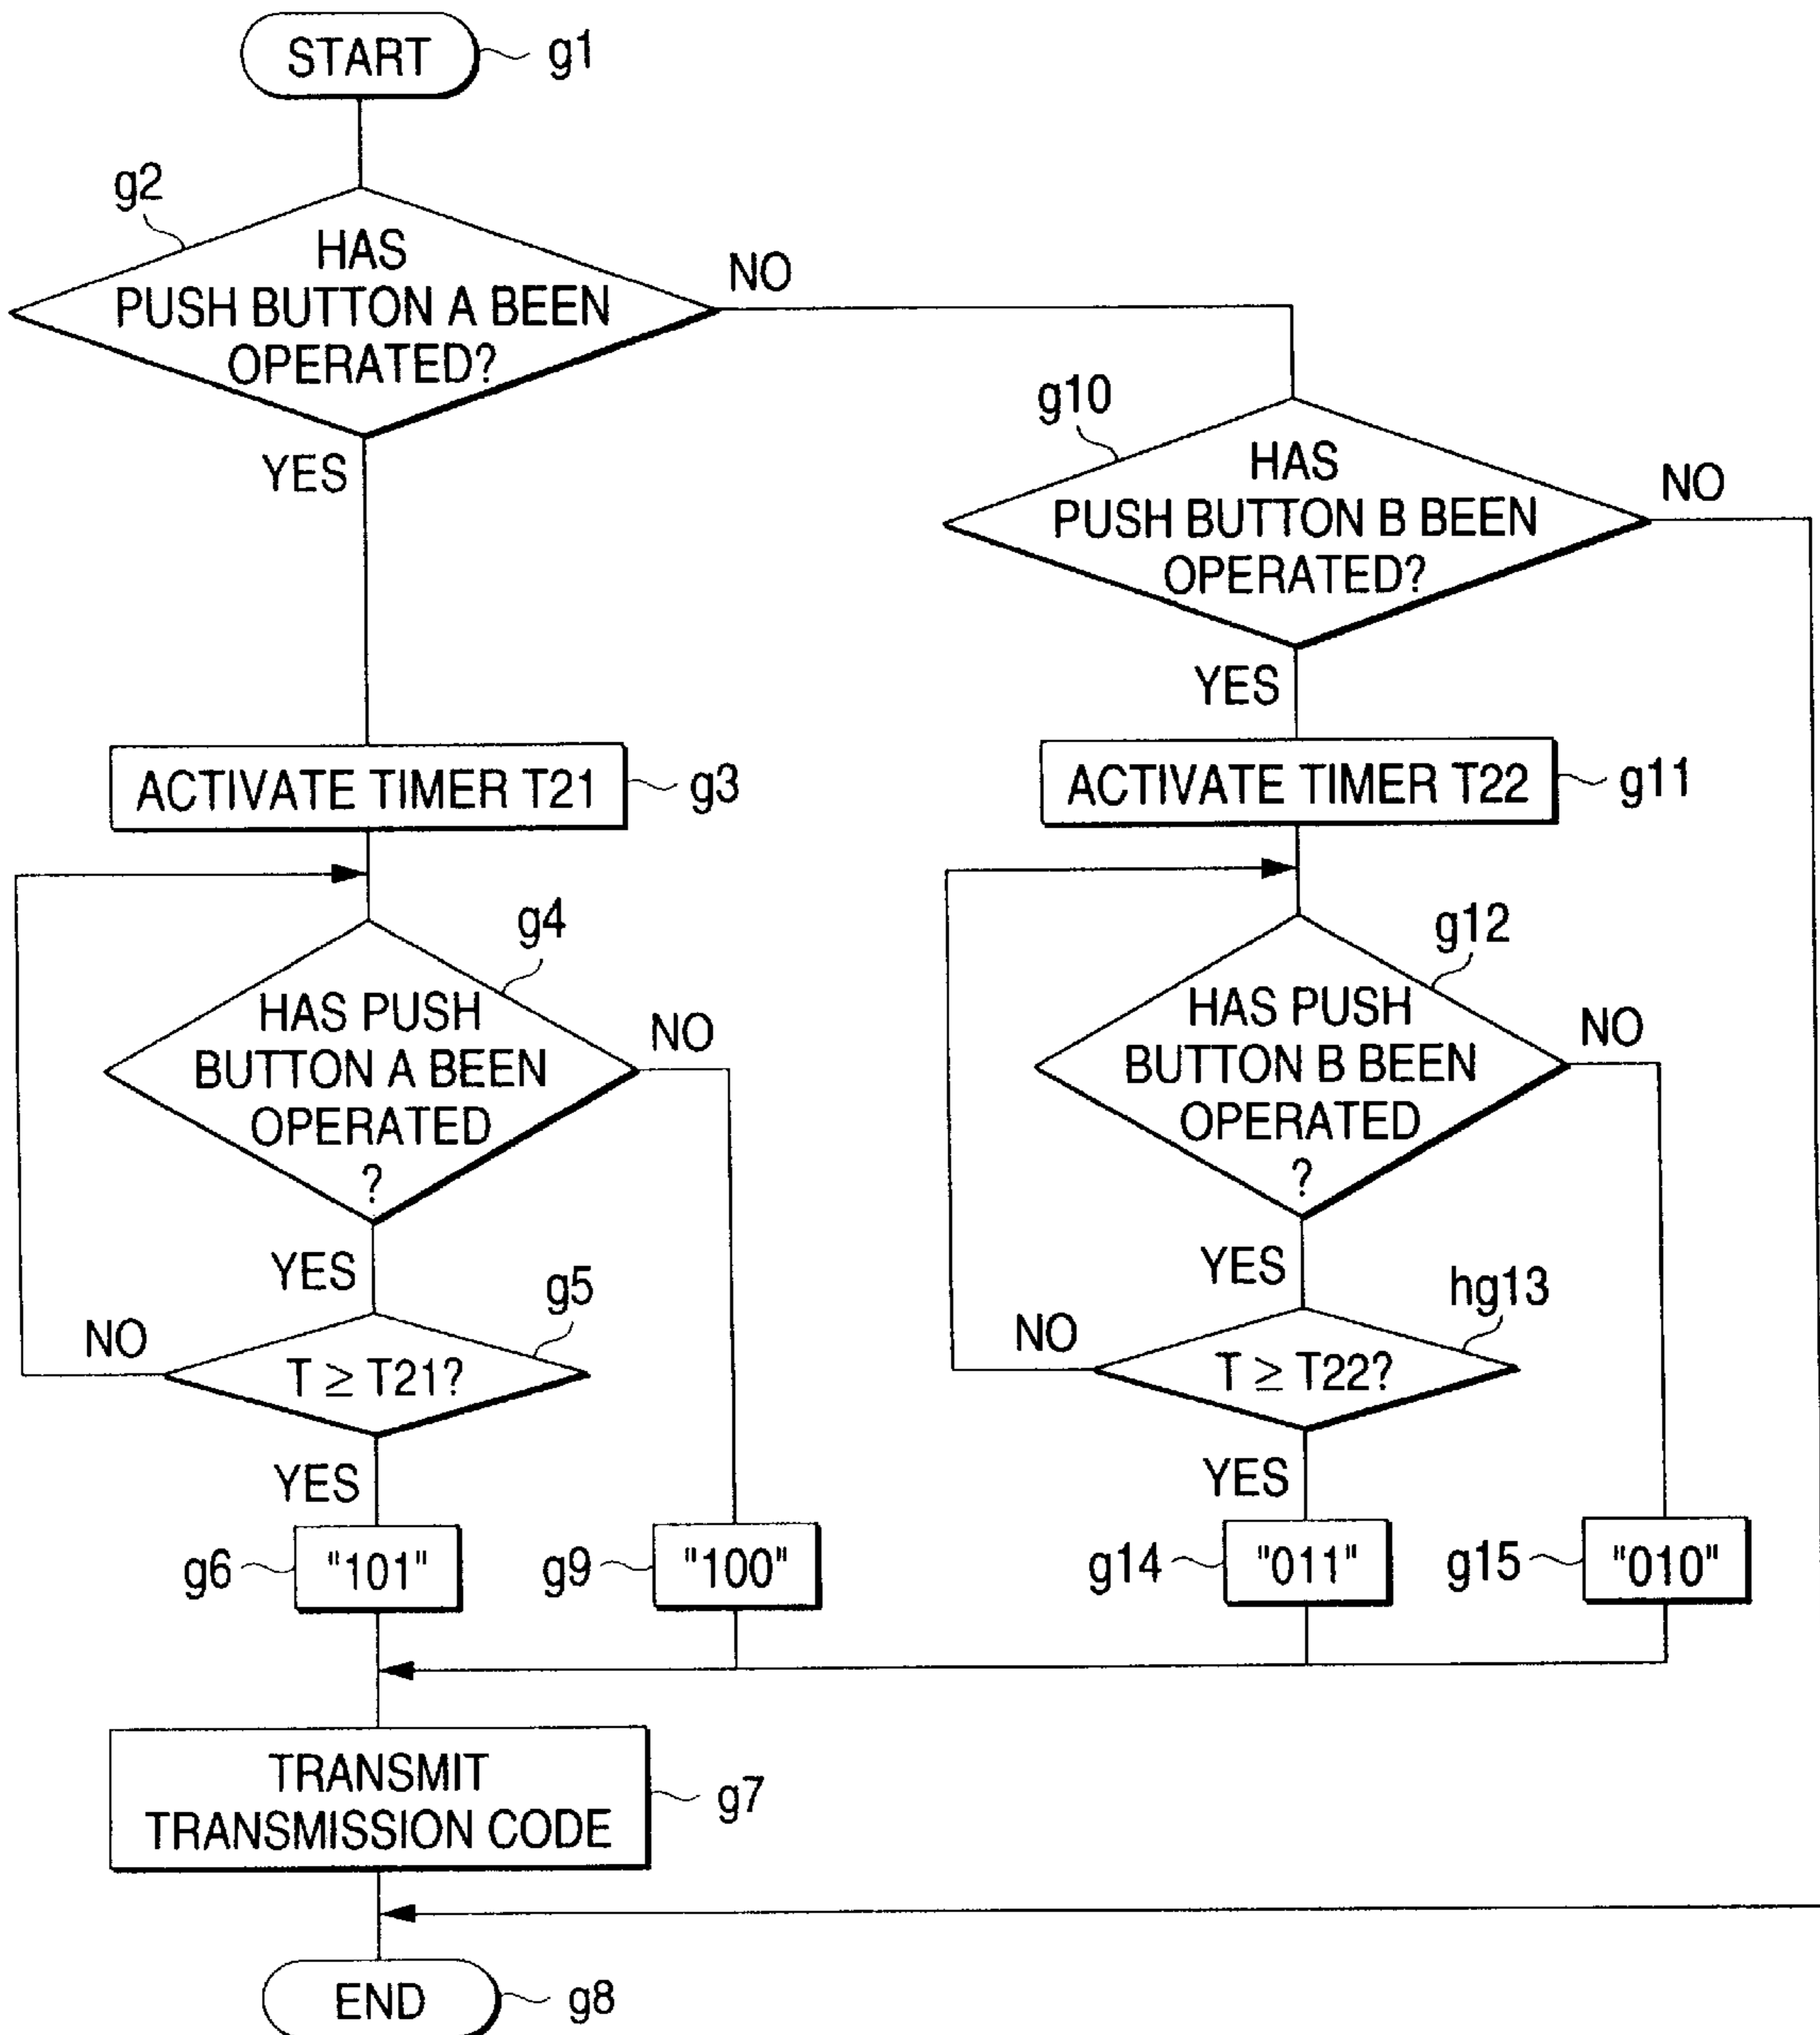 START
g1
g2
HAS
PUSH BUTTON A BEEN
OPERATED?
NO
YES
g10
HAS
PUSH BUTTON B BEEN
OPERATED?
NO
YES
ACTIVATE TIMER T21
g3
ACTIVATE TIMER T22
g11
g4
HAS PUSH
BUTTON A BEEN
OPERATED
?
NO
YES
g12
HAS PUSH
BUTTON B BEEN
OPERATED
?
NO
YES
g5
NO
T ≥ T21?
YES
hg13
NO
T ≥ T22?
YES
g6
"101"
g9
"100"
g14
"011"
g15
"010"
TRANSMIT
TRANSMISSION CODE
g7
END
g8